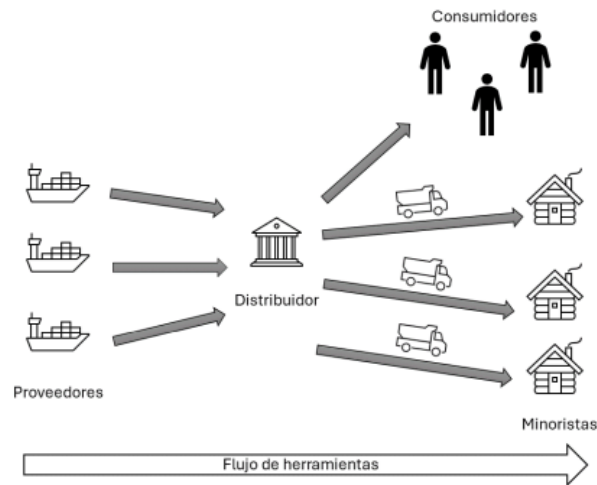 Consumidores
Distribuidor
Proveedores
Minoristas
Flujo de herramientas